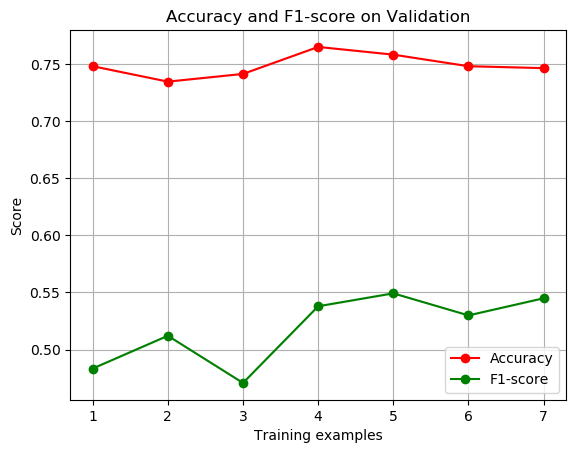 Accuracy and F1-score on Validation
Score
0.75
0.70
0.65
0.60
0.55
0.50
Accuracy
F1-score
1 2 3 4 5 6 7
Training examples